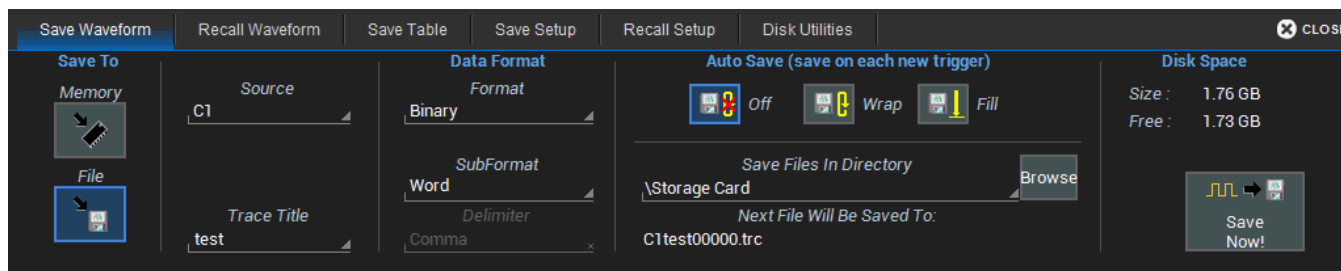 Save Waveform Recall Waveform Save Table Save Setup Recall Setup Disk Utilities CLOS
Save To Data Format Auto Save (save on each new trigger) Disk Space
Memory Source Format Off Wrap Fill Size : 1.76 GB
C1 Binary Free : 1.73 GB
File SubFormat Save Files In Directory
Word \Storage Card Browse
Trace Title Delimiter Next File Will Be Saved To: Save
test Comma C1test00000.trc Now!